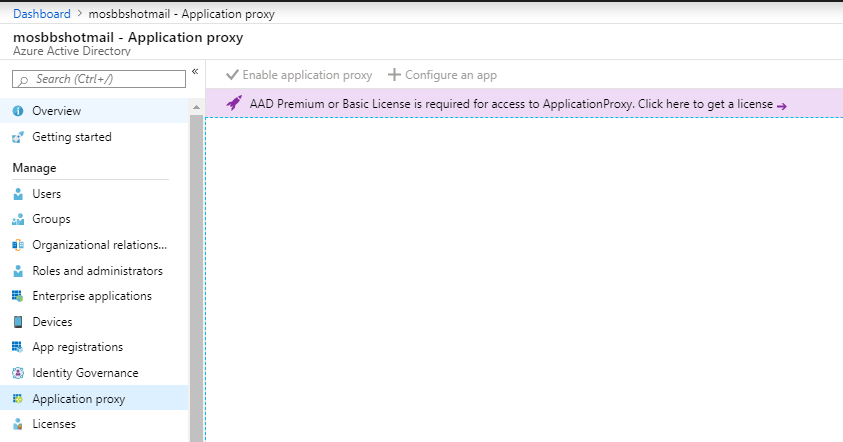 Dashboard > mosbbshotmail - Application proxy
mosbbshotmail - Application proxy
Azure Active Directory
Search (Ctrl+/)
«
Overview
Getting started
Manage
Users
Groups
Organizational relations...
Roles and administrators
Enterprise applications
Devices
App registrations
Identity Governance
Application proxy
Licenses
Enable application proxy
Configure an app
AAD Premium or Basic License is required for access to ApplicationProxy. Click here to get a license →